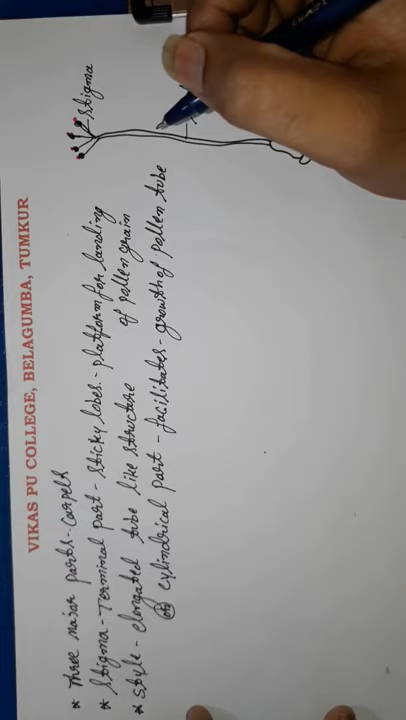 VIKAS PU COLLEGE, BELAGUMBA, TUMKUR
* Three major parts - carpels
* Stigma - Terminal part - sticky lobes. - platform for landing
of pollen grain
* style - elongated tube like structure
(or) cylindrical part - facilitates - growth of pollen tube
stigma